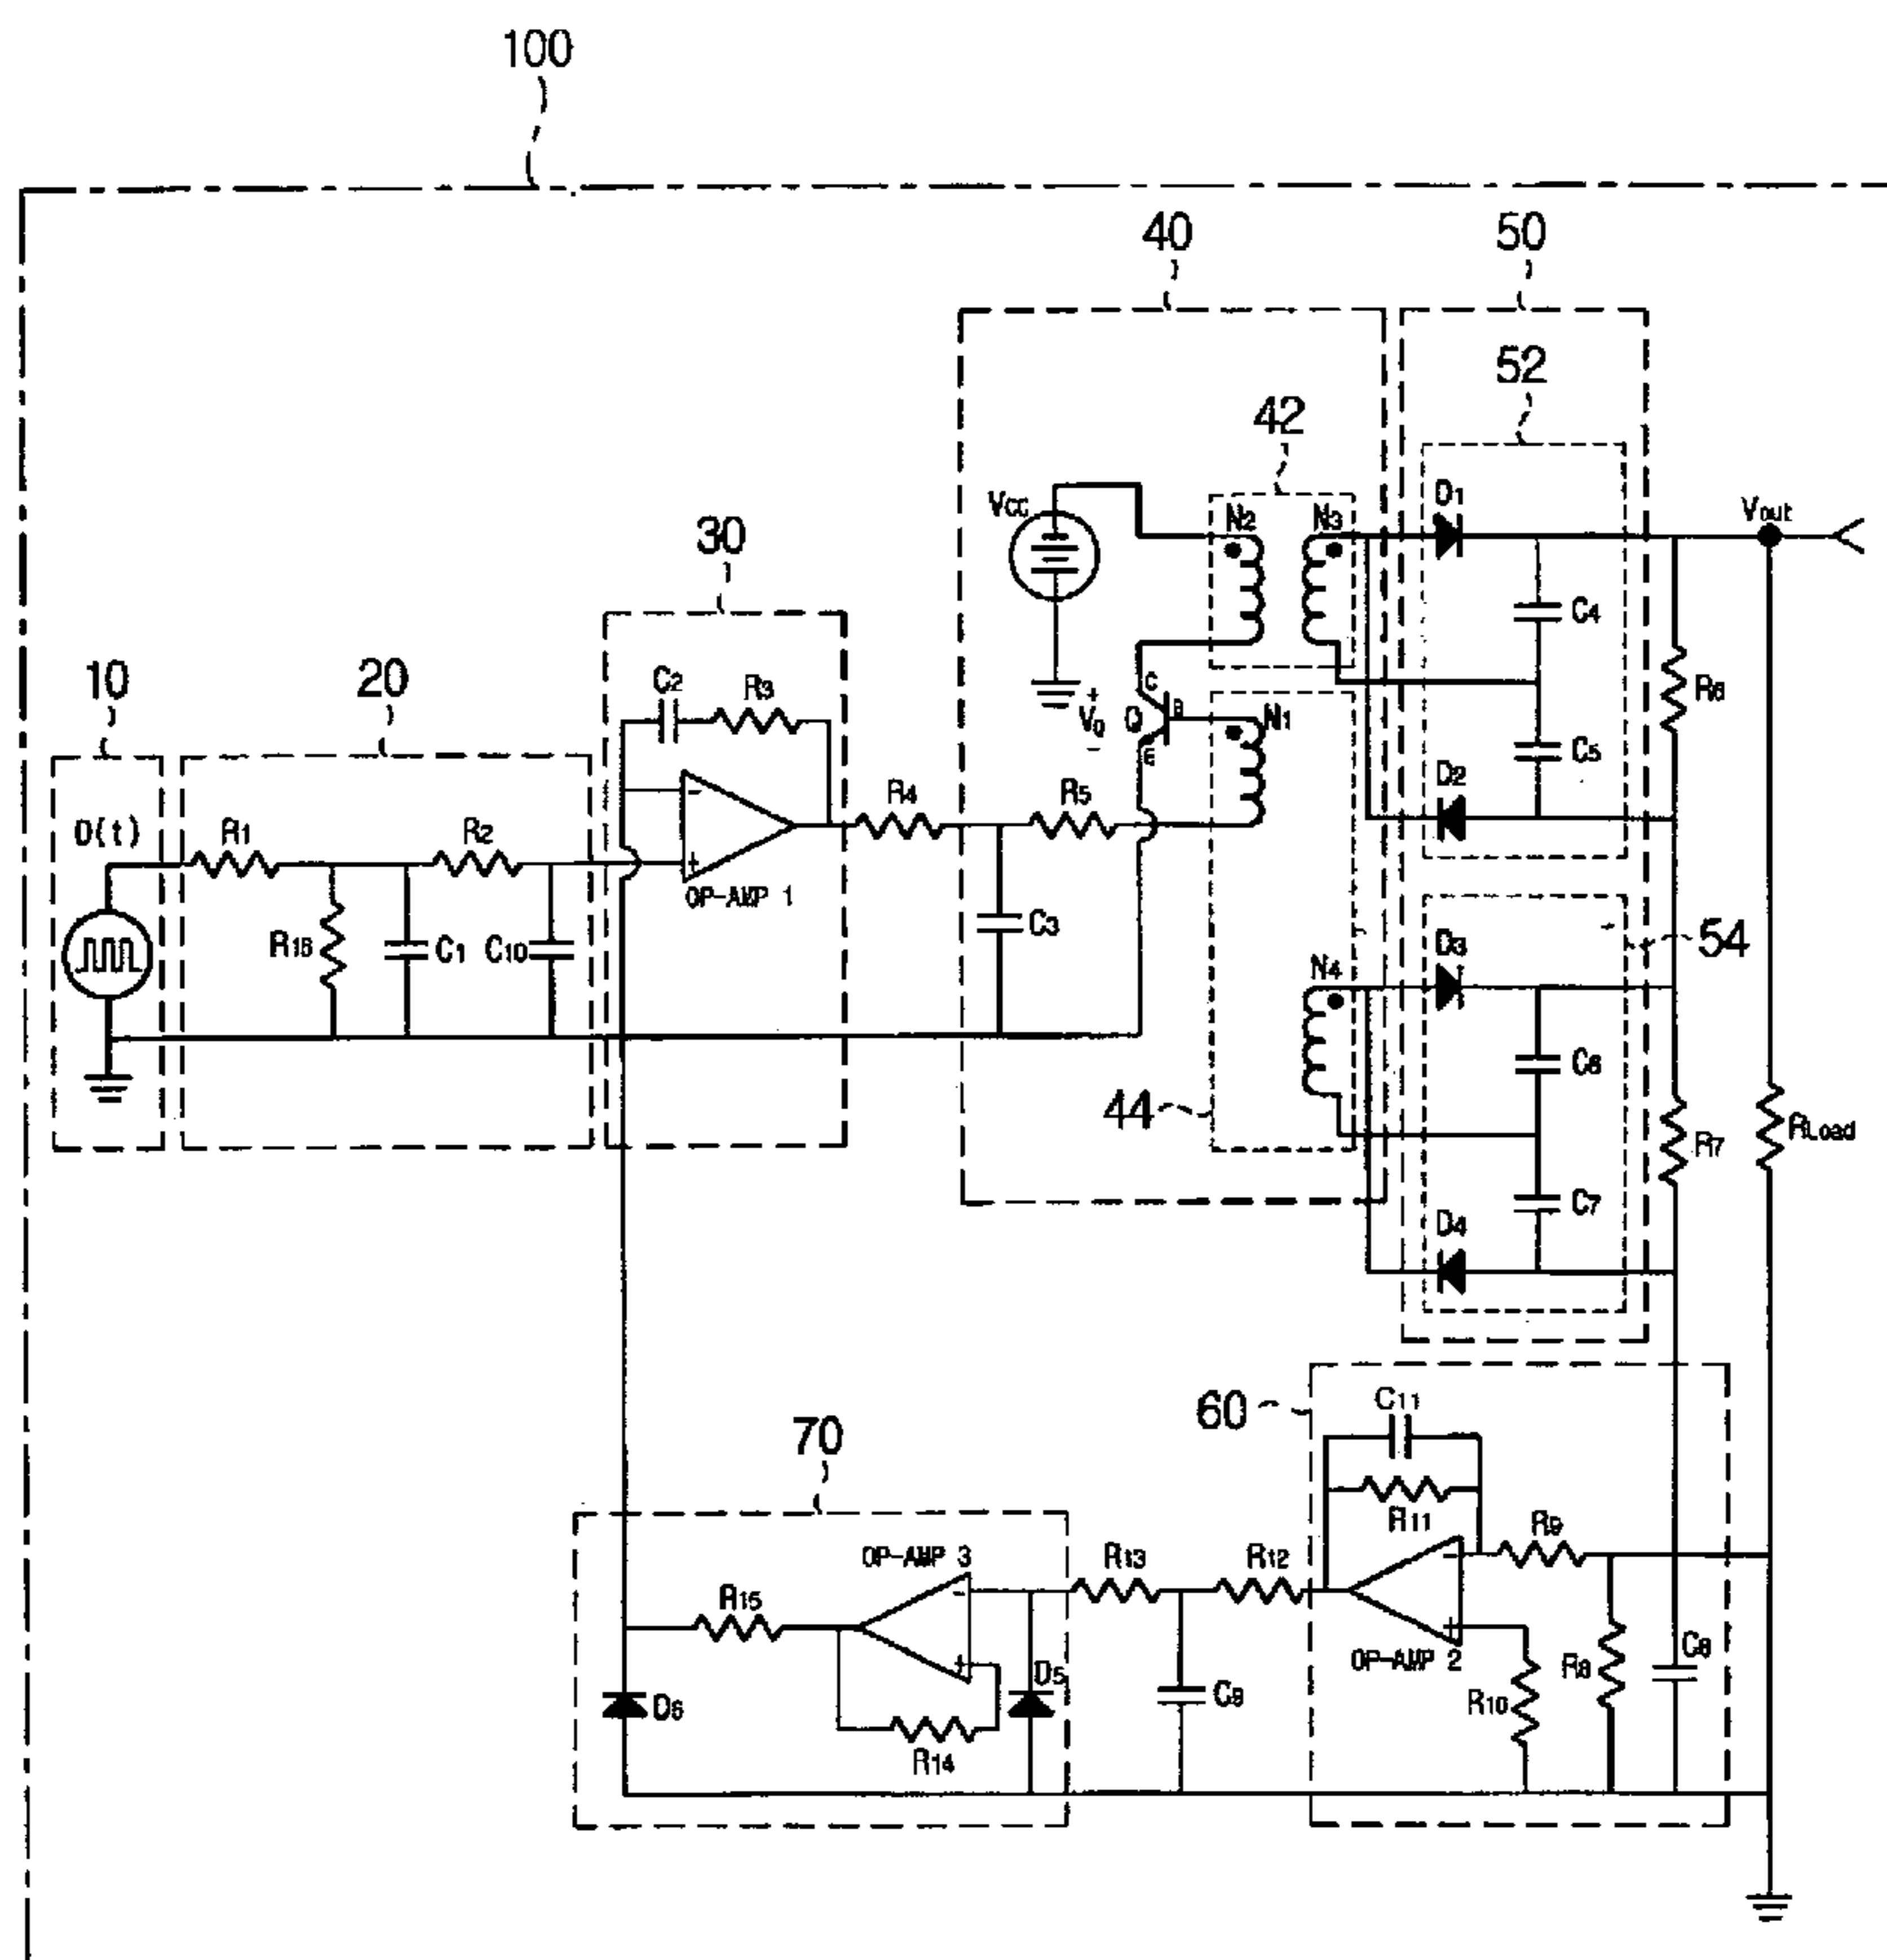 100
40
50
52
42
D1
Vout
VCC
N2
N3
30
C4
10
20
C2
R3
C
+
VQ
-
Q
B
E
N1
R6
C5
D2
O(t)
R1
R2
-
+
OP-AMP 1
R4
R5
R16
C1
C10
C3
D3
54
N4
C6
44
R7
RLoad
C7
D4
60
C11
70
R11
R9
OP-AMP 3
R13
R12
R15
-
-
+
+
OP-AMP 2
D5
R8
C8
D6
C9
R10
R14